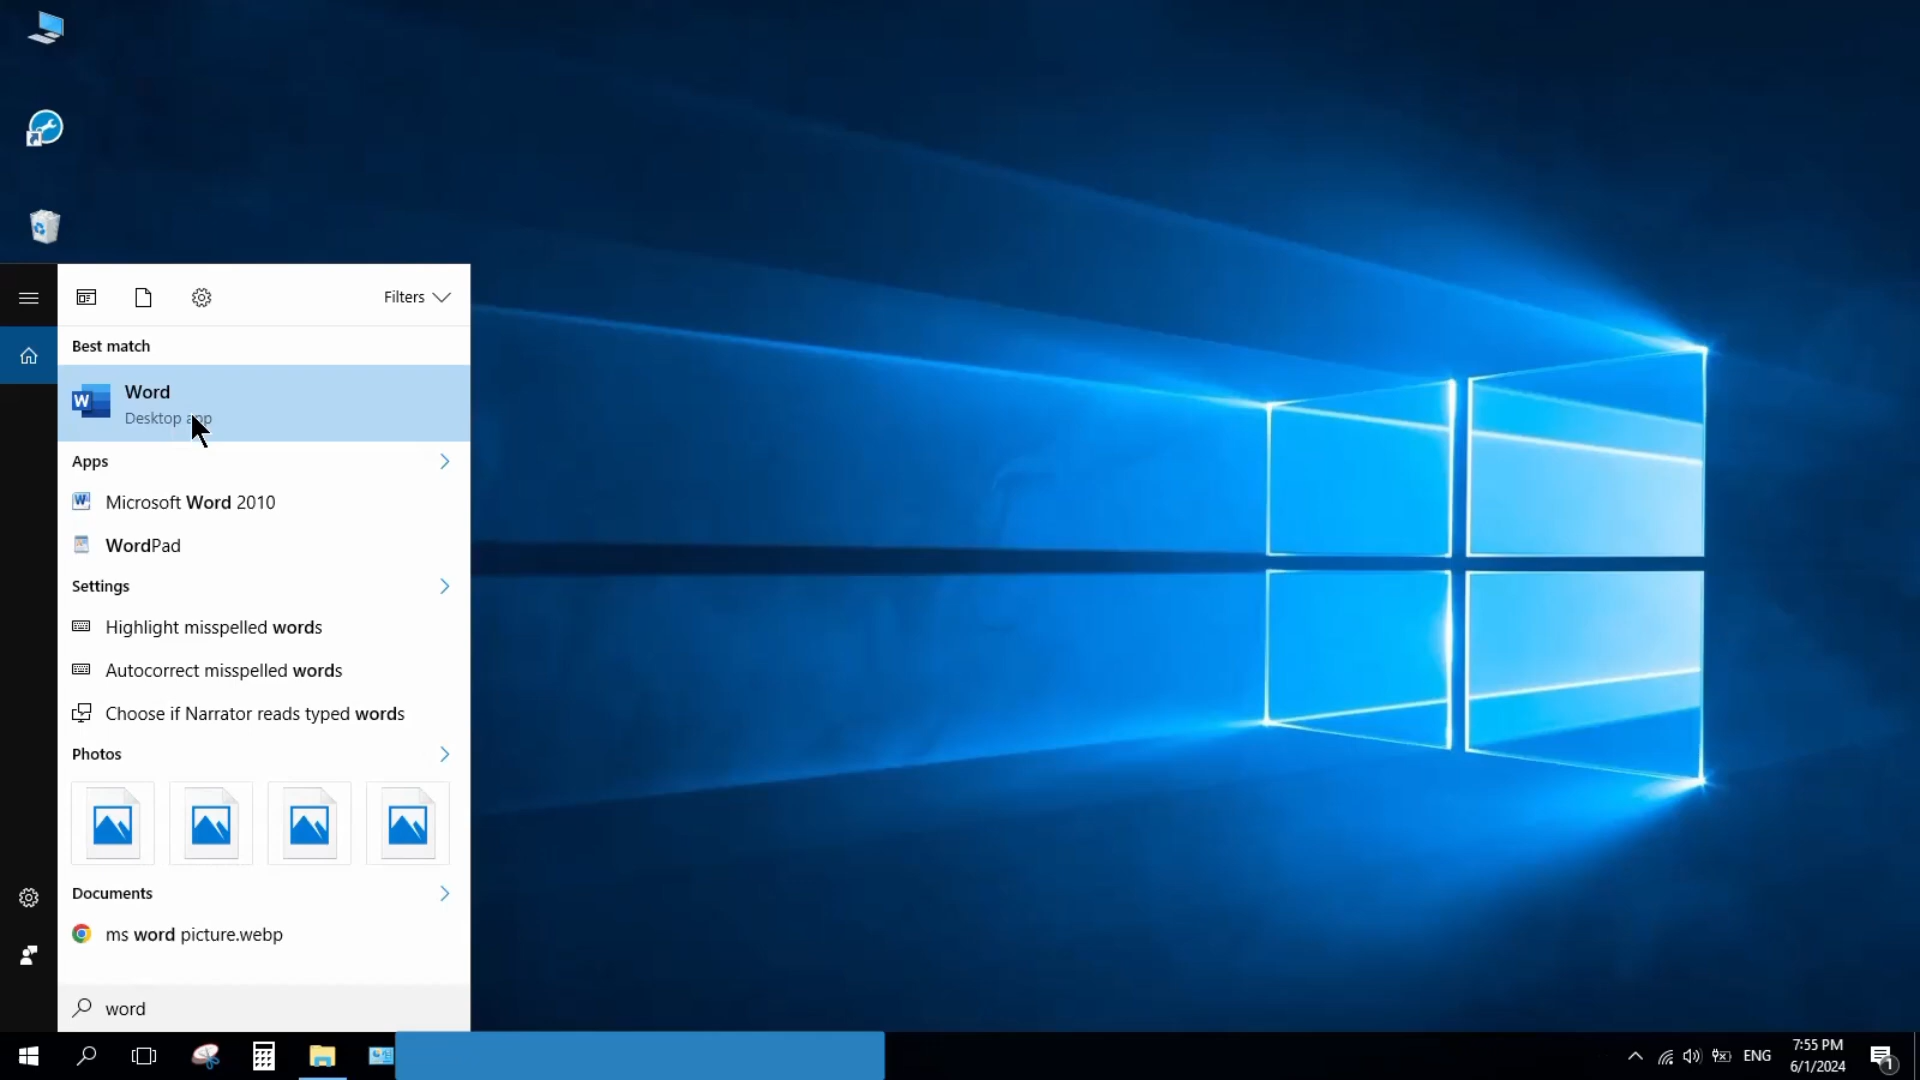 Filters
Best match
Word
Desktop app
Apps
Microsoft Word 2010
WordPad
Settings
Highlight misspelled words
Autocorrect misspelled words
Choose if Narrator reads typed words
Photos
Documents
ms word picture.webp
word
ENG
7:55 PM
6/1/2024
1